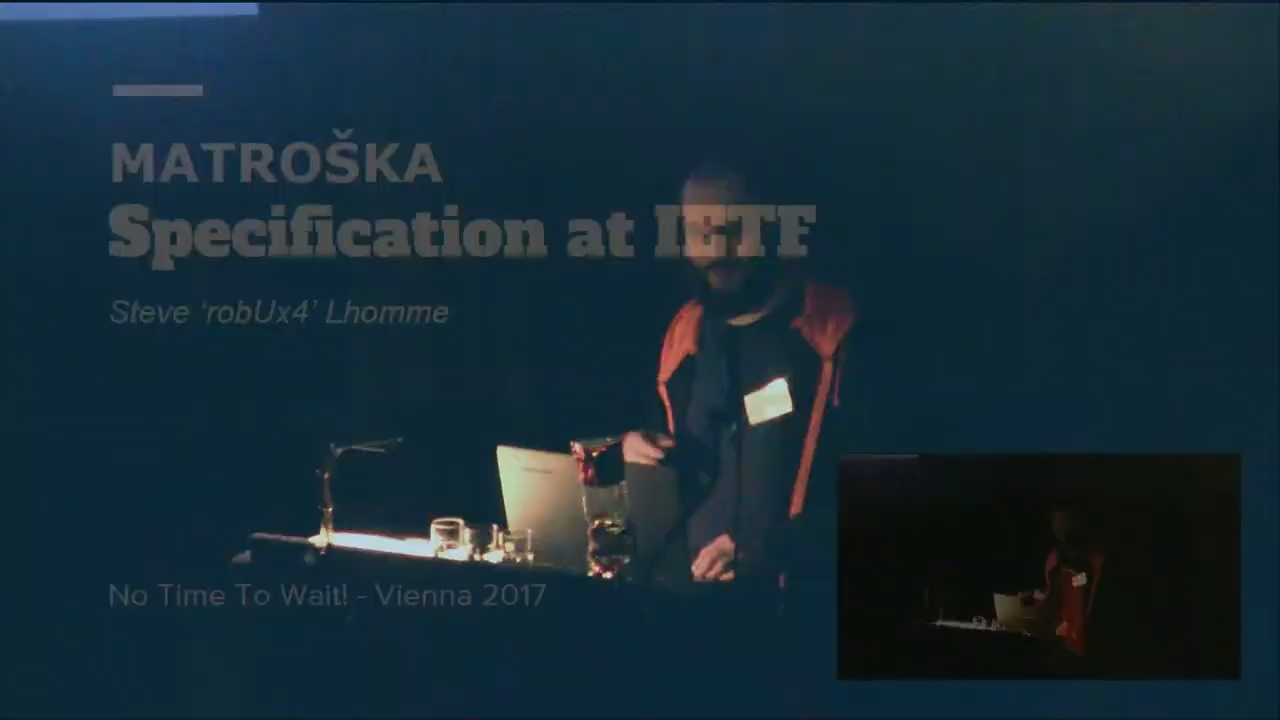 MATROŠKA
Specification at IETF
Steve ‘robUx4’ Lhomme
No Time To Wait! - Vienna 2017